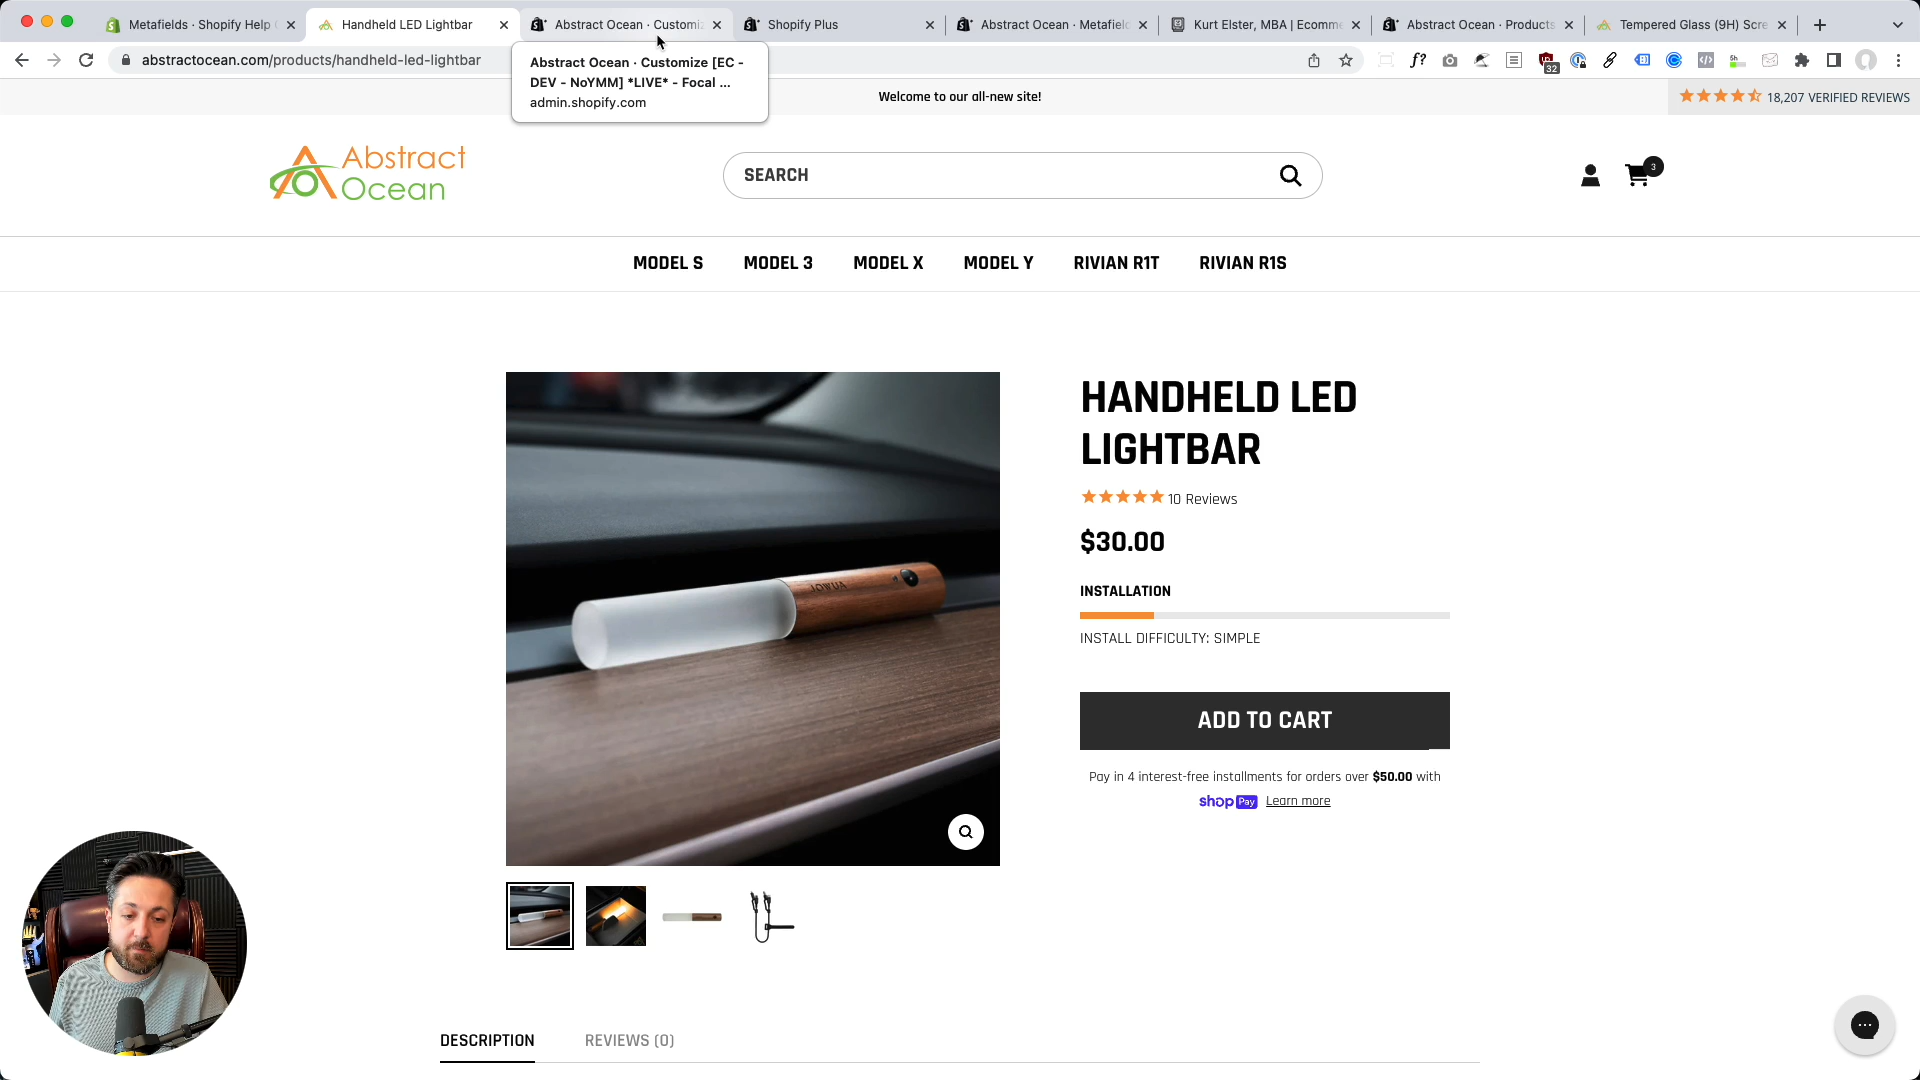 Metafields · Shopify Help
Handheld LED Lightbar
Abstract Ocean · Customiz
Shopify Plus
Abstract Ocean · Metafield
Kurt Elster, MBA | Ecomme
Abstract Ocean · Products
Tempered Glass (9H) Scre
abstractocean.com/products/handheld-led-lightbar
32
Abstract Ocean · Customize [EC -
DEV - NoYMM] *LIVE* - Focal ...
admin.shopify.com
Welcome to our all-new site!
18,207 VERIFIED REVIEWS
Abstract
Ocean
SEARCH
3
MODEL S MODEL 3 MODEL X MODEL Y RIVIAN R1T RIVIAN R1S
HANDHELD LED
LIGHTBAR
10 Reviews
$30.00
INSTALLATION
INSTALL DIFFICULTY: SIMPLE
JOWUA
ADD TO CART
Pay in 4 interest-free installments for orders over $50.00 with
shop Pay Learn more
DESCRIPTION REVIEWS (0)